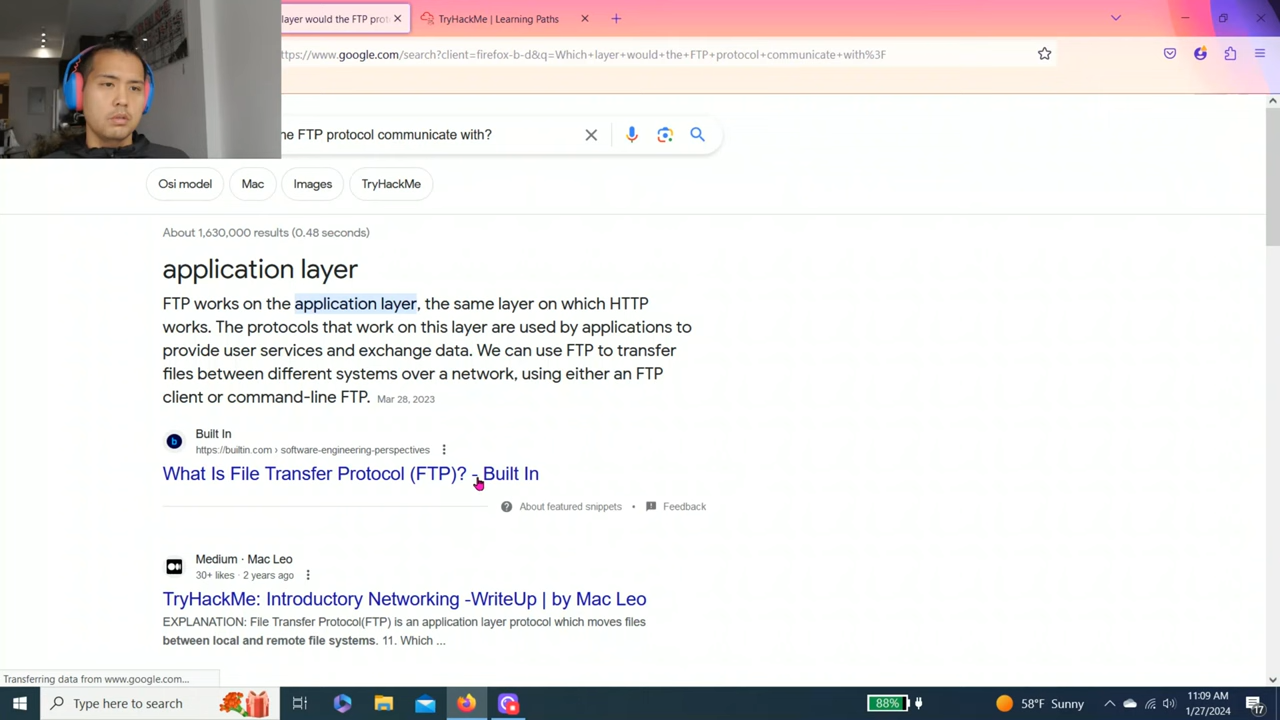 layer would the FTP pro
TryHackMe | Learning Paths
ttps://www.google.com/search?client=firefox-b-d&q=Which+layer+would+the+FTP+protocol+communicate+with%3F
he FTP protocol communicate with?
Osi model
Mac
Images
TryHackMe
About 1,630,000 results (0.48 seconds)
application layer
FTP works on the application layer, the same layer on which HTTP
works. The protocols that work on this layer are used by applications to
provide user services and exchange data. We can use FTP to transfer
files between different systems over a network, using either an FTP
client or command-line FTP. Mar 28, 2023
b
Built In
https://builtin.com › software-engineering-perspectives
What Is File Transfer Protocol (FTP)? - Built In
About featured snippets • Feedback
Medium · Mac Leo
30+ likes · 2 years ago
TryHackMe: Introductory Networking -WriteUp | by Mac Leo
EXPLANATION: File Transfer Protocol(FTP) is an application layer protocol which moves files
between local and remote file systems. 11. Which ...
Transferring data from www.google.com...
Type here to search
88%
58°F Sunny
11:09 AM
1/27/2024
17